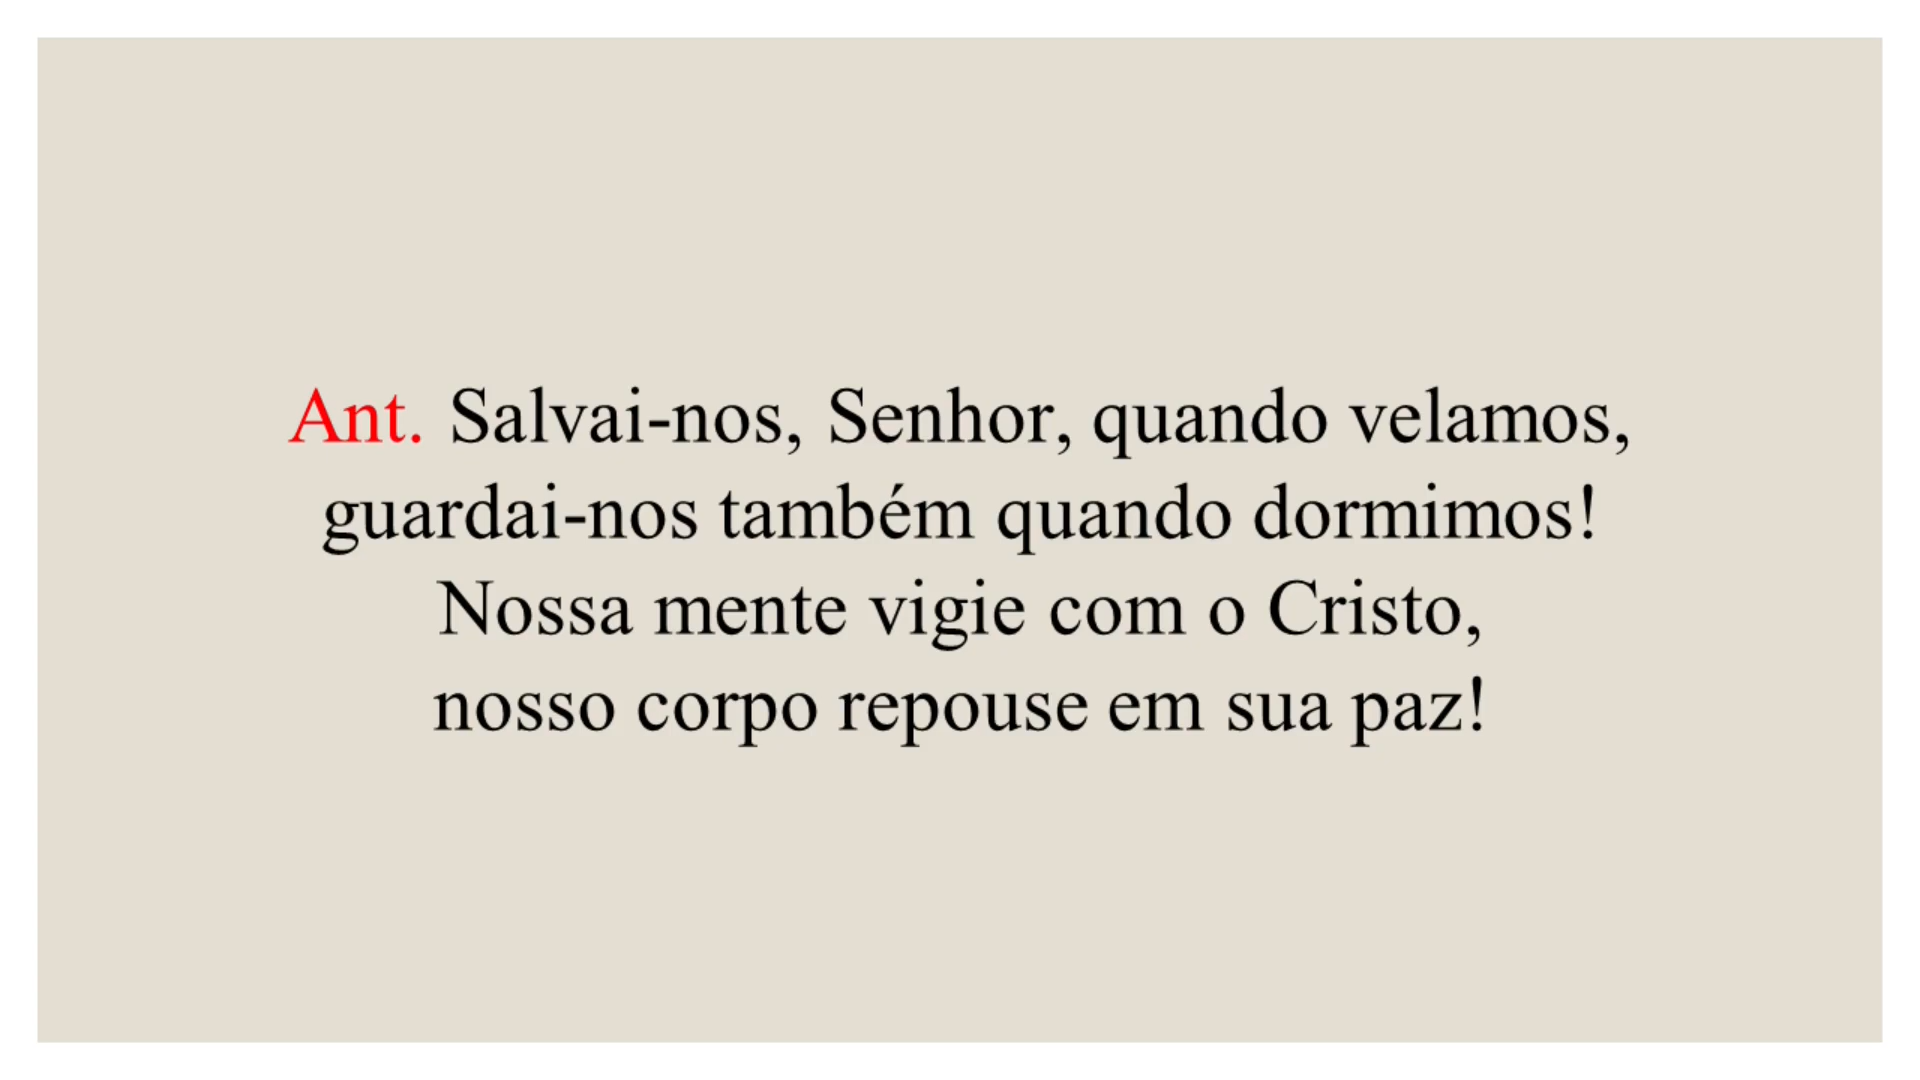 Ant. Salvai-nos, Senhor, quando velamos,
guardai-nos também quando dormimos!
Nossa mente vigie com o Cristo,
nosso corpo repouse em sua paz!